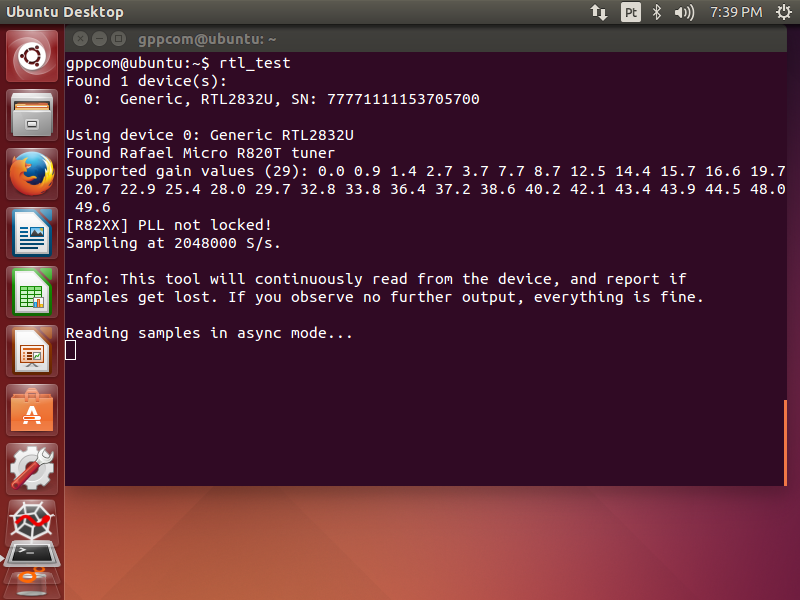 Ubuntu Desktop
Pt
7:39 PM
gppcom@ubuntu: ~
gppcom@ubuntu:~$ rtl_test
Found 1 device(s):
  0:  Generic, RTL2832U, SN: 77771111153705700

Using device 0: Generic RTL2832U
Found Rafael Micro R820T tuner
Supported gain values (29): 0.0 0.9 1.4 2.7 3.7 7.7 8.7 12.5 14.4 15.7 16.6 19.7
 20.7 22.9 25.4 28.0 29.7 32.8 33.8 36.4 37.2 38.6 40.2 42.1 43.4 43.9 44.5 48.0
 49.6
[R82XX] PLL not locked!
Sampling at 2048000 S/s.

Info: This tool will continuously read from the device, and report if
samples get lost. If you observe no further output, everything is fine.

Reading samples in async mode...